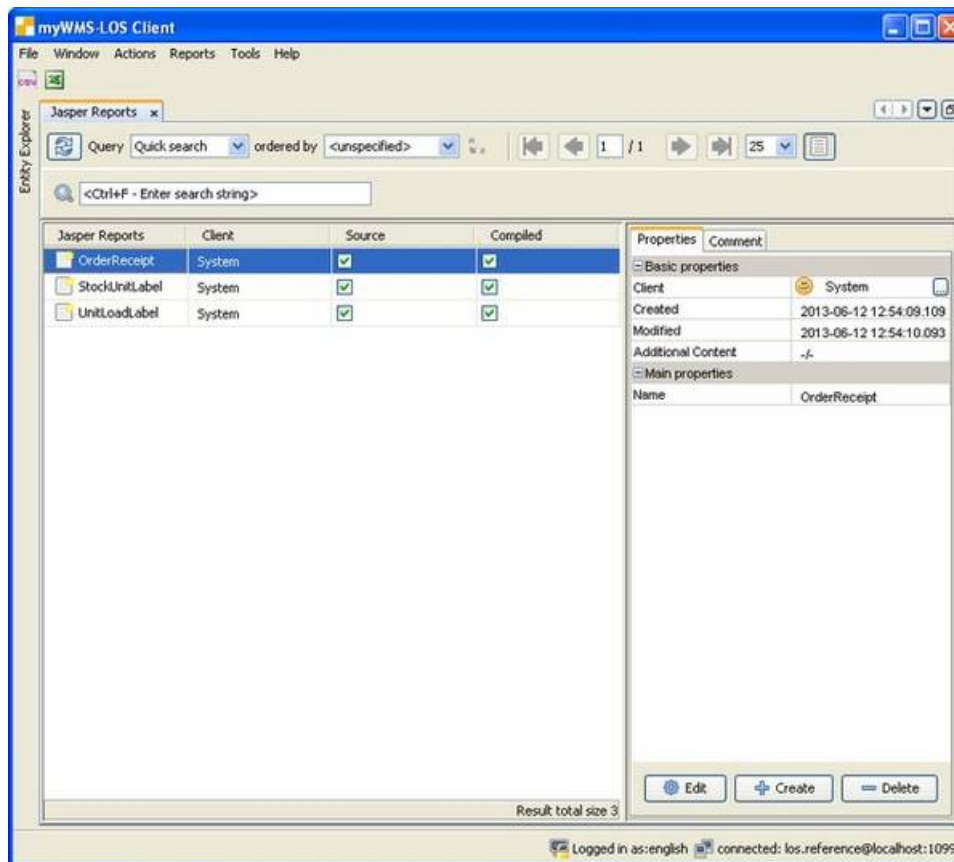 myWMS-LOS Client
File Window Actions Reports Tools Help
CSV
Jasper Reports x
Entity Explorer
Query Quick search ordered by <unspecified> 1 / 1 25
<Ctrl+F - Enter search string>
Jasper Reports Client Source Compiled
OrderReceipt System
StockUnitLabel System
UnitLoadLabel System
Result total size 3
Properties Comment
Basic properties
Client System ...
Created 2013-06-12 12:54:09.109
Modified 2013-06-12 12:54:10.093
Additional Content -/-
Main properties
Name OrderReceipt
Edit Create Delete
Logged in as:english connected: los.reference@localhost:1099